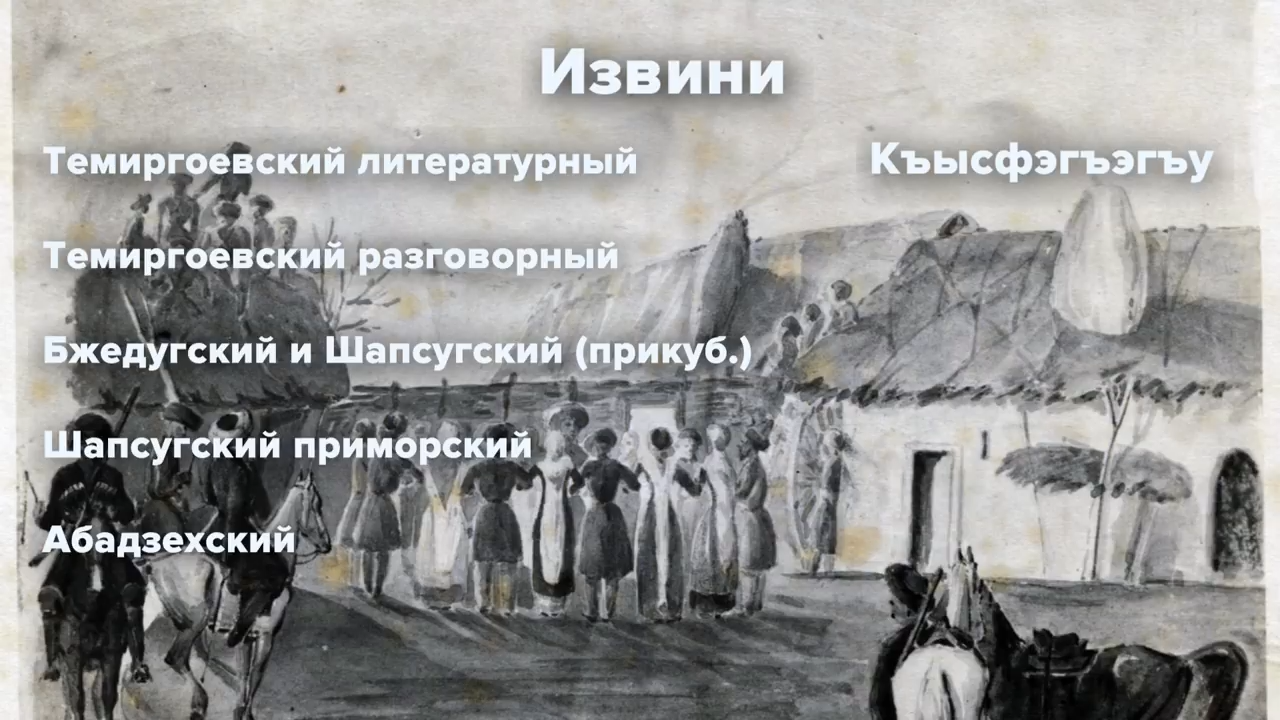 Извини
Темиргоевский литературный Къысфэгъэгъу
Темиргоевский разговорный
Бжедугский и Шапсугский (прикуб.)
Шапсугский приморский
Абадзехский